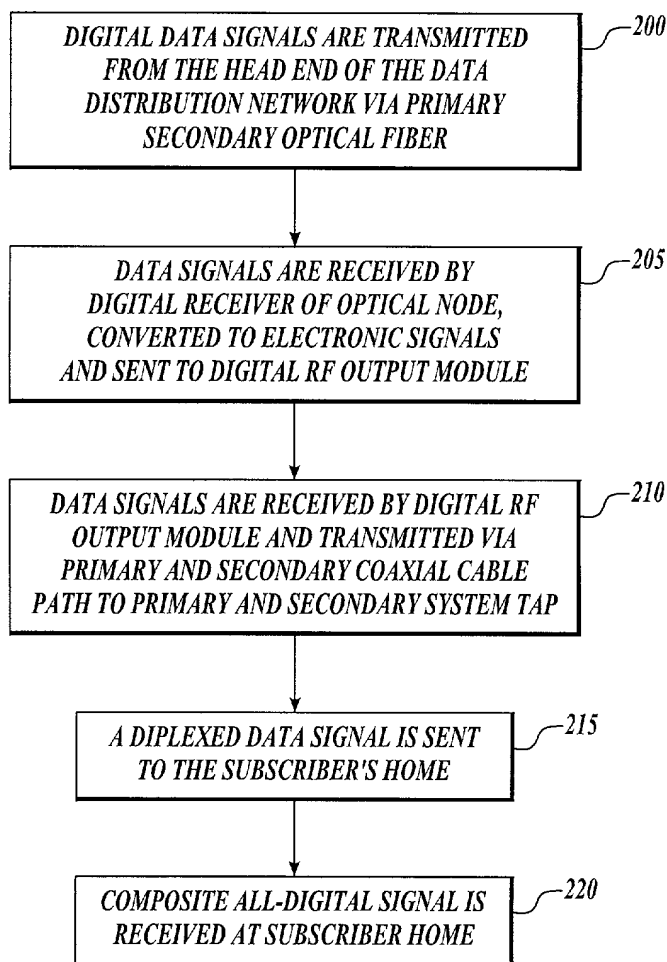 DIGITAL DATA SIGNALS ARE TRANSMITTED
FROM THE HEAD END OF THE DATA
DISTRIBUTION NETWORK VIA PRIMARY
SECONDARY OPTICAL FIBER
200
DATA SIGNALS ARE RECEIVED BY
DIGITAL RECEIVER OF OPTICAL NODE,
CONVERTED TO ELECTRONIC SIGNALS
AND SENT TO DIGITAL RF OUTPUT MODULE
205
DATA SIGNALS ARE RECEIVED BY DIGITAL RF
OUTPUT MODULE AND TRANSMITTED VIA
PRIMARY AND SECONDARY COAXIAL CABLE
PATH TO PRIMARY AND SECONDARY SYSTEM TAP
210
A DIPLEXED DATA SIGNAL IS SENT
TO THE SUBSCRIBER'S HOME
215
COMPOSITE ALL-DIGITAL SIGNAL IS
RECEIVED AT SUBSCRIBER HOME
220